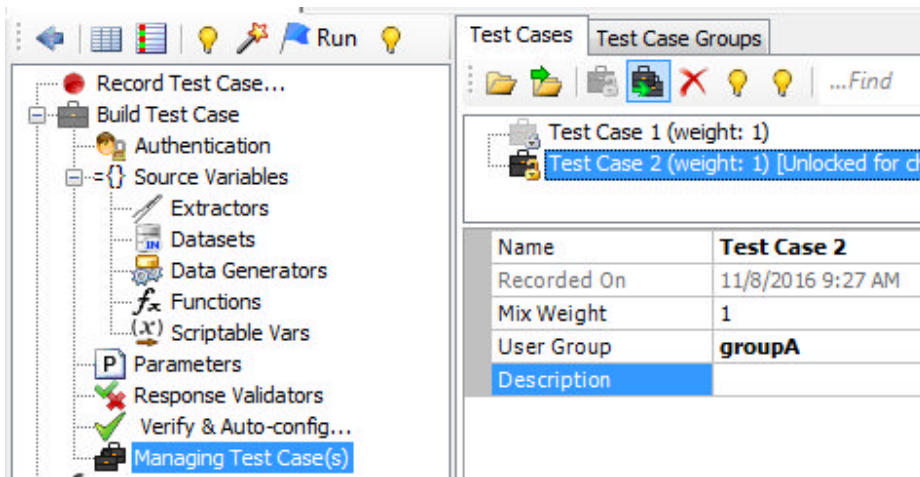 Run
Record Test Case...
Build Test Case
Authentication
={} Source Variables
Extractors
IN Datasets
Data Generators
fx Functions
(x) Scriptable Vars
P Parameters
Response Validators
Verify & Auto-config...
Managing Test Case(s)
Test Cases Test Case Groups
...Find
Test Case 1 (weight: 1)
Test Case 2 (weight: 1) [Unlocked for
Name Test Case 2
Recorded On 11/8/2016 9:27 AM
Mix Weight 1
User Group groupA
Description